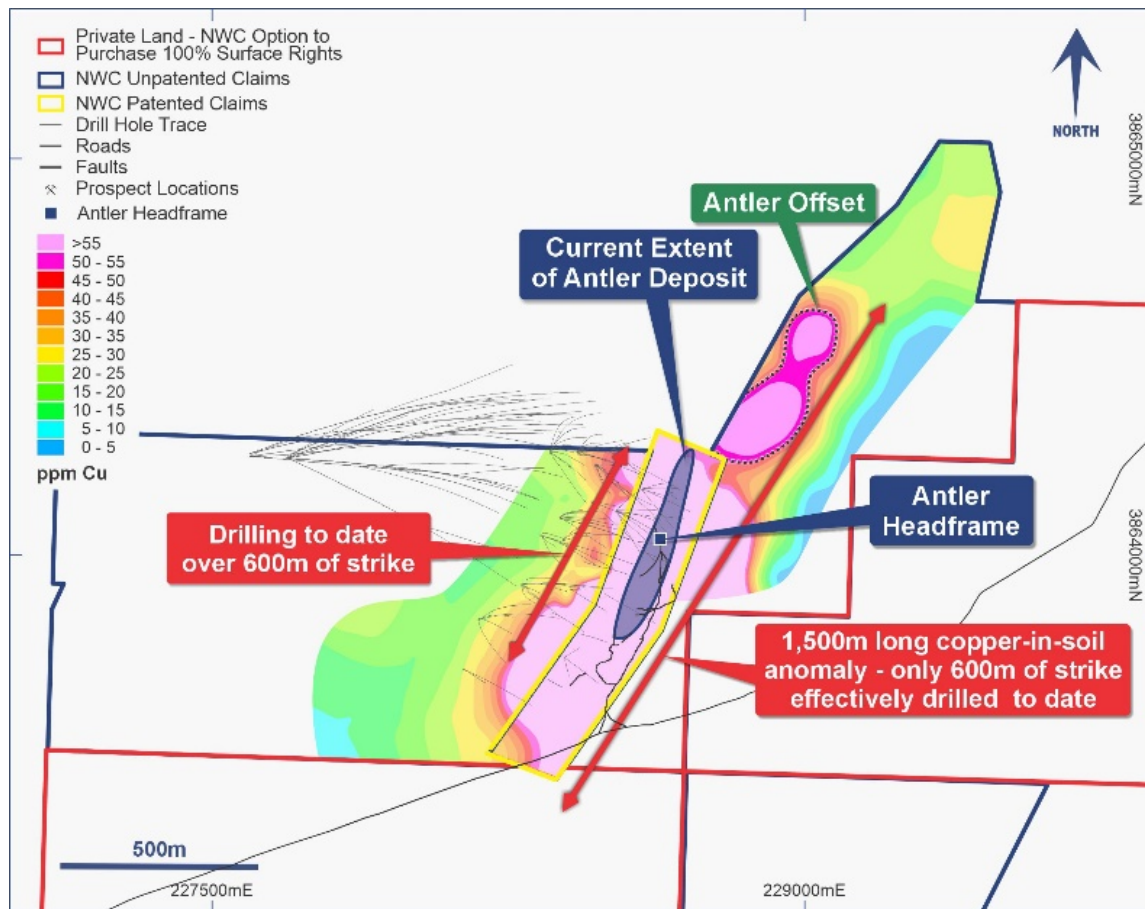 Private Land - NWC Option to
Purchase 100% Surface Rights
NWC Unpatented Claims
NWC Patented Claims
Drill Hole Trace
Roads
Faults
Prospect Locations
Antler Headframe
>55
50 - 55
45 - 50
40 - 45
35 - 40
30 - 35
25 - 30
20 - 25
15 - 20
10 - 15
5 - 10
0 - 5
ppm Cu
NORTH
3865000mN
Antler Offset
Current Extent
of Antler Deposit
Antler
Headframe
3864000mN
Drilling to date
over 600m of strike
1,500m long copper-in-soil
anomaly - only 600m of strike
effectively drilled to date
500m
227500mE
229000mE